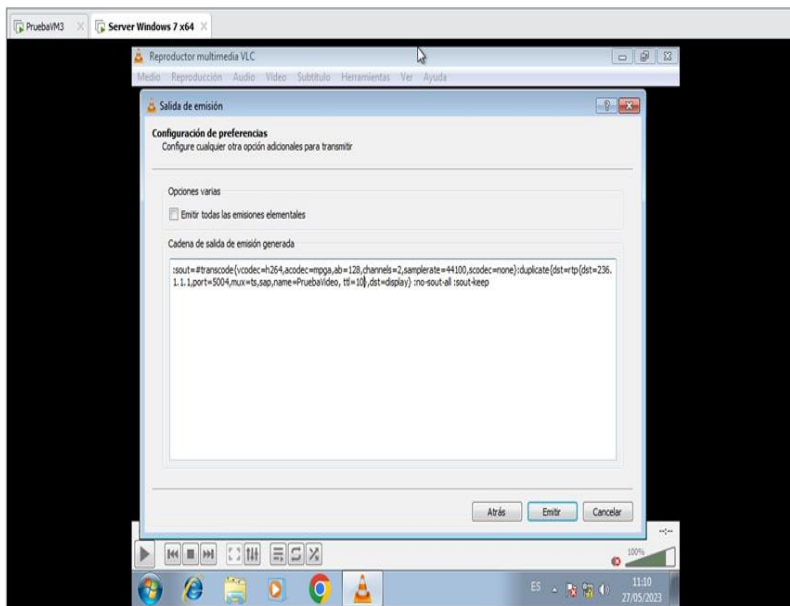 PruebaVM3
Server Windows 7 x64
Reproductor multimedia VLC
Medio Reproducción Audio Vídeo Subtítulo Herramientas Ver Ayuda
Salida de emisión
Configuración de preferencias
Configure cualquier otra opción adicionales para transmitir
Opciones varias
Emitir todas las emisiones elementales
Cadena de salida de emisión generada
:sout=#transcode{vcodec=h264,acodec=mpga,ab=128,channels=2,samplerate=44100,scodec=none}:duplicate{dst=rtp{dst=236.
1.1.1,port=5004,mux=ts,sap,name=PruebaVideo, ttl=10},dst=display} :no-sout-all :sout-keep
Atrás Emitir Cancelar
--:--
100%
ES 11:10
27/05/2023